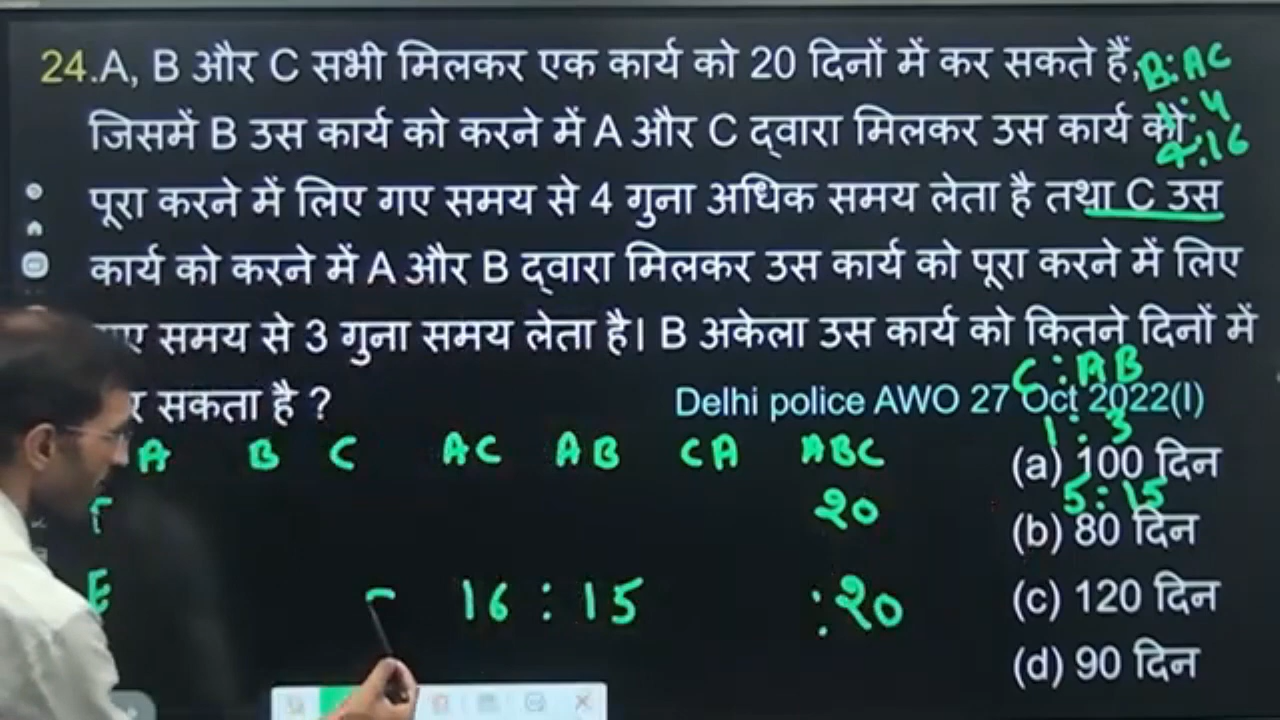 24.A, B और C सभी मिलकर एक कार्य को 20 दिनों में कर सकते हैं,
B:AC
जिसमें B उस कार्य को करने में A और C द्वारा मिलकर उस कार्य को
1:4
4:16
पूरा करने में लिए गए समय से 4 गुना अधिक समय लेता है तथा C उस
कार्य को करने में A और B द्वारा मिलकर उस कार्य को पूरा करने में लिए
समय से 3 गुना समय लेता है। B अकेला उस कार्य को कितने दिनों में
सकता है ?
Delhi police AWO 27 Oct 2022(I)
C:AB
1:3
5:15
(a) 100 दिन
(b) 80 दिन
(c) 120 दिन
(d) 90 दिन
A B C AC AB CA ABC
T 20
E 16:15 :20